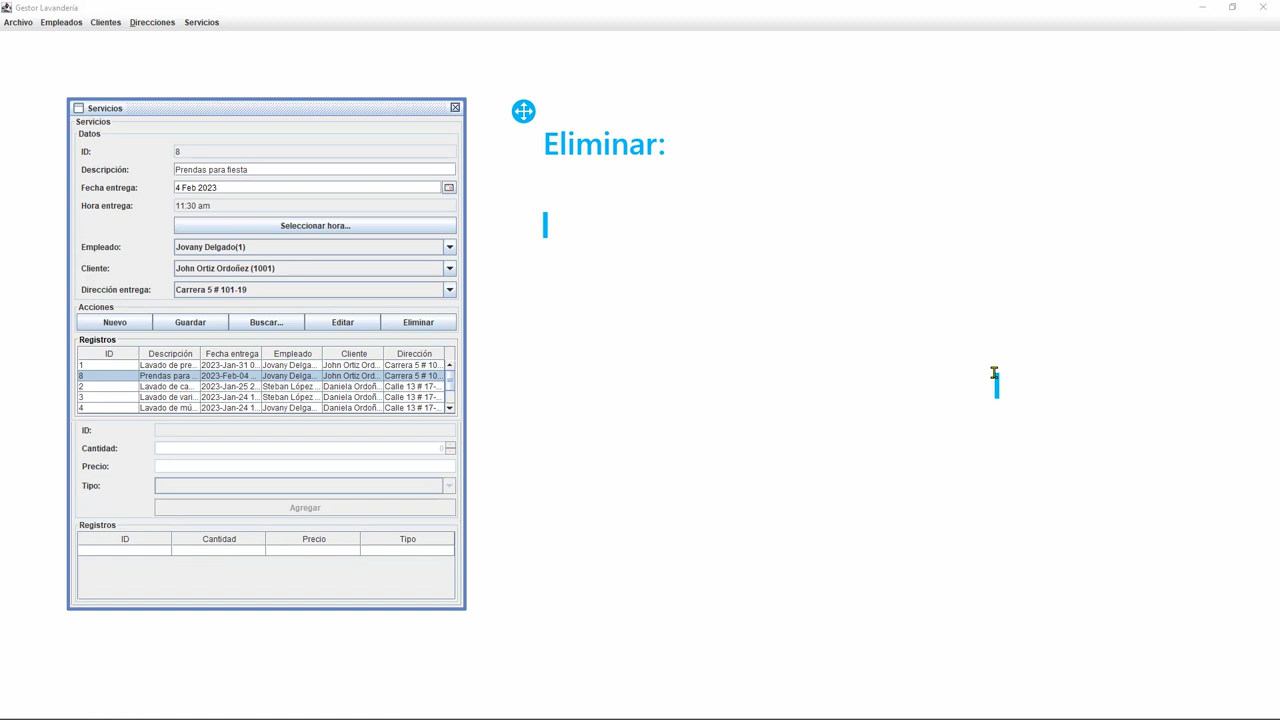 Gestor Lavandería
Archivo Empleados Clientes Direcciones Servicios
Servicios
Servicios
Datos
ID: 8
Descripción: Prendas para fiesta
Fecha entrega: 4 Feb 2023
Hora entrega: 11:30 am
Seleccionar hora...
Empleado: Jovany Delgado(1)
Cliente: John Ortiz Ordoñez (1001)
Dirección entrega: Carrera 5 # 101-19
Acciones
Nuevo Guardar Buscar... Editar Eliminar
Registros
ID Descripción Fecha entrega Empleado Cliente Dirección
1 Lavado de pre... 2023-Jan-31 0... Jovany Delga... John Ortiz Ord... Carrera 5 # 10...
8 Prendas para ... 2023-Feb-04 ... Jovany Delga... John Ortiz Ord... Carrera 5 # 10...
2 Lavado de ca... 2023-Jan-25 2... Steban López ... Daniela Ordoñ... Calle 13 # 17-...
3 Lavado de vari... 2023-Jan-24 1... Steban López ... Daniela Ordoñ... Calle 13 # 17-...
4 Lavado de mú... 2023-Jan-24 1... Jovany Delga... Daniela Ordoñ... Calle 13 # 17-...
ID:
Cantidad: 0
Precio:
Tipo:
Agregar
Registros
ID Cantidad Precio Tipo
Eliminar: